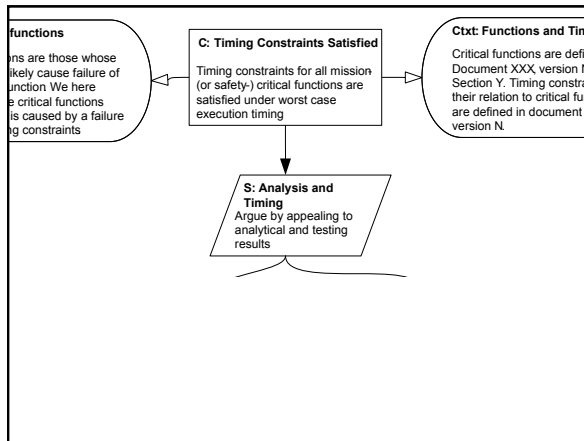 functions
ons are those whose
likely cause failure of
unction We here
e critical functions
is caused by a failure
ng constraints
C: Timing Constraints Satisfied
Timing constraints for all mission-
(or safety-) critical functions are
satisfied under worst case
execution timing
Ctxt: Functions and Tim
Critical functions are defi
Document XXX, version N
Section Y. Timing constra
their relation to critical fu
are defined in document
version N.
S: Analysis and
Timing
Argue by appealing to
analytical and testing
results